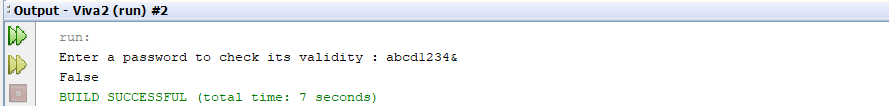 Output - Viva2 (run) #2
run:
Enter a password to check its validity : abcd1234&
False
BUILD SUCCESSFUL (total time: 7 seconds)